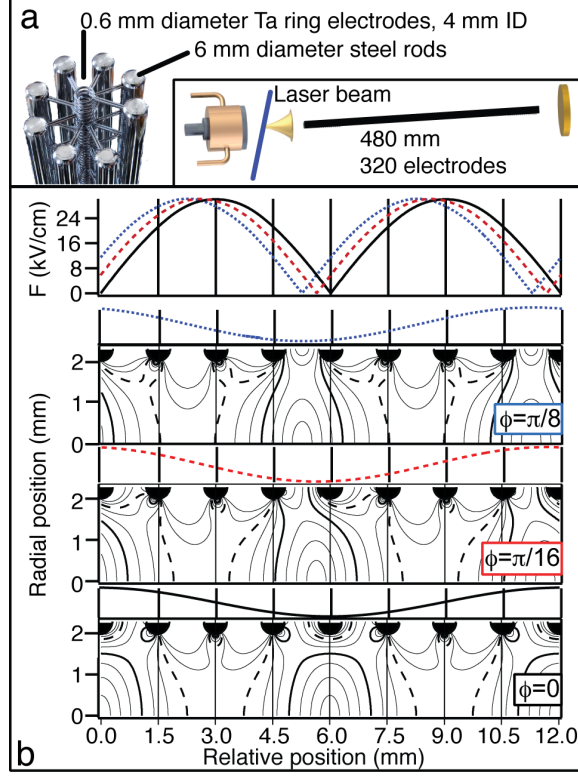 a
0.6 mm diameter Ta ring electrodes, 4 mm ID
6 mm diameter steel rods
Laser beam
480 mm
320 electrodes
F (kV/cm)
24
16
8
0
Radial position (mm)
2
1
0
ϕ=π/8
2
1
0
ϕ=π/16
2
1
0
ϕ=0
0.0 1.5 3.0 4.5 6.0 7.5 9.0 10.5 12.0
Relative position (mm)
b